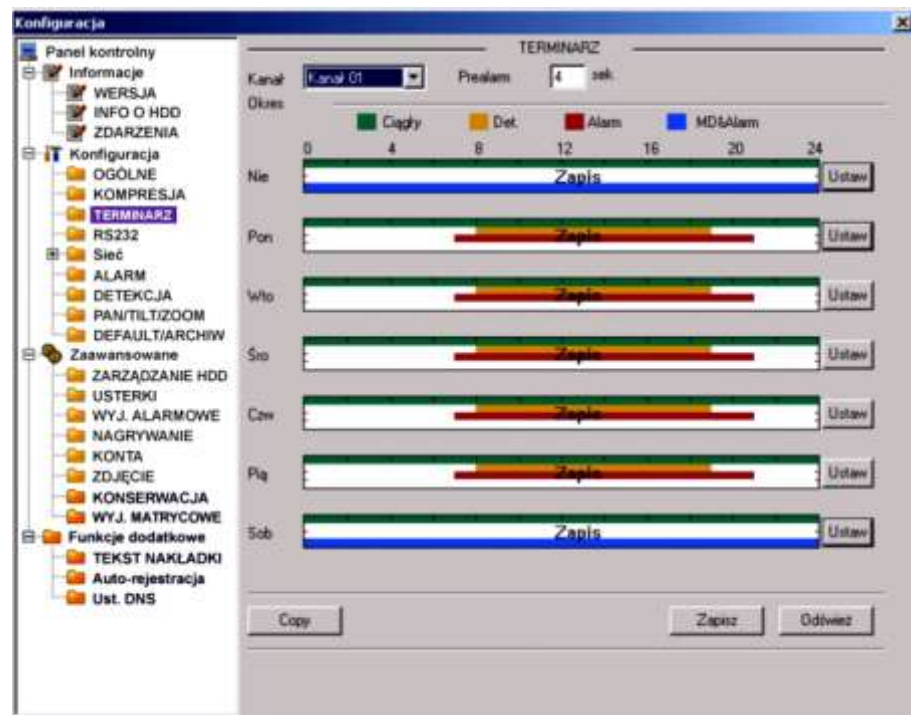 Konfiguracja
Panel kontrolny
Informacje
WERSJA
INFO O HDD
ZDARZENIA
Konfiguracja
OGÓLNE
KOMPRESJA
TERMINARZ
RS232
Sieć
ALARM
DETEKCJA
PAN/TILT/ZOOM
DEFAULT/ARCHIW
Zaawansowane
ZARZĄDZANIE HDD
USTERKI
WYJ. ALARMOWE
NAGRYWANIE
KONTA
ZDJĘCIE
KONSERWACJA
WYJ. MATRYCOWE
Funkcje dodatkowe
TEKST NAKŁADKI
Auto-rejestracja
Ust. DNS
TERMINARZ
Kanał Kanał 01 Prealarm 4 sek.
Okres
Ciągły Det. Alarm MD&Alarm
0 4 8 12 16 20 24
Nie Zapis Ustaw
Pon Zapis Ustaw
Wto Zapis Ustaw
Śro Zapis Ustaw
Czw Zapis Ustaw
Pią Zapis Ustaw
Sob Zapis Ustaw
Copy Zapisz Odśwież